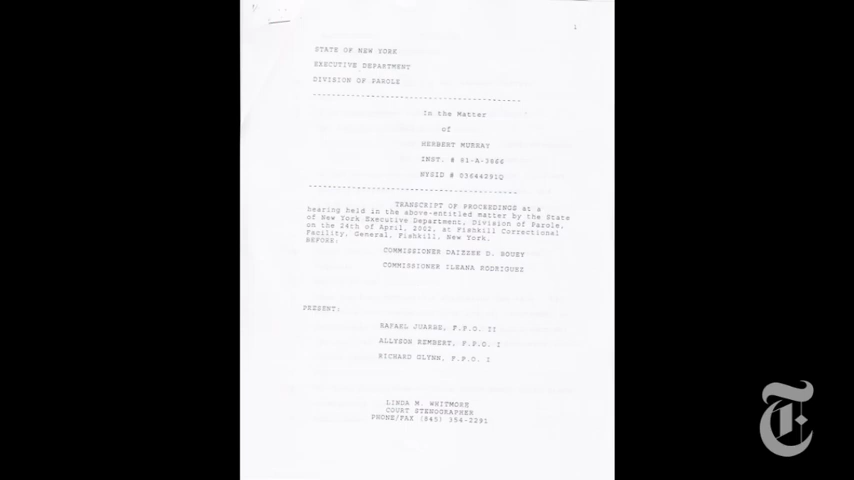 1
STATE OF NEW YORK
EXECUTIVE DEPARTMENT
DIVISION OF PAROLE
In the Matter
of
HERBERT MURRAY
INST. # 81-A-3866
NYSID # 03644291Q
TRANSCRIPT OF PROCEEDINGS at a
hearing held in the above-entitled matter by the State
of New York Executive Department, Division of Parole,
on the 24th of April, 2002, at Fishkill Correctional
Facility, General, Fishkill, New York.
BEFORE:
COMMISSIONER DAIZZEE D. BOUEY
COMMISSIONER ILEANA RODRIGUEZ
PRESENT:
RAFAEL JUARBE, F.P.O. II
ALLYSON REMBERT, F.P.O. I
RICHARD GLYNN, F.P.O. I
LINDA M. WHITMORE
COURT STENOGRAPHER
PHONE/FAX (845) 354-2291
T